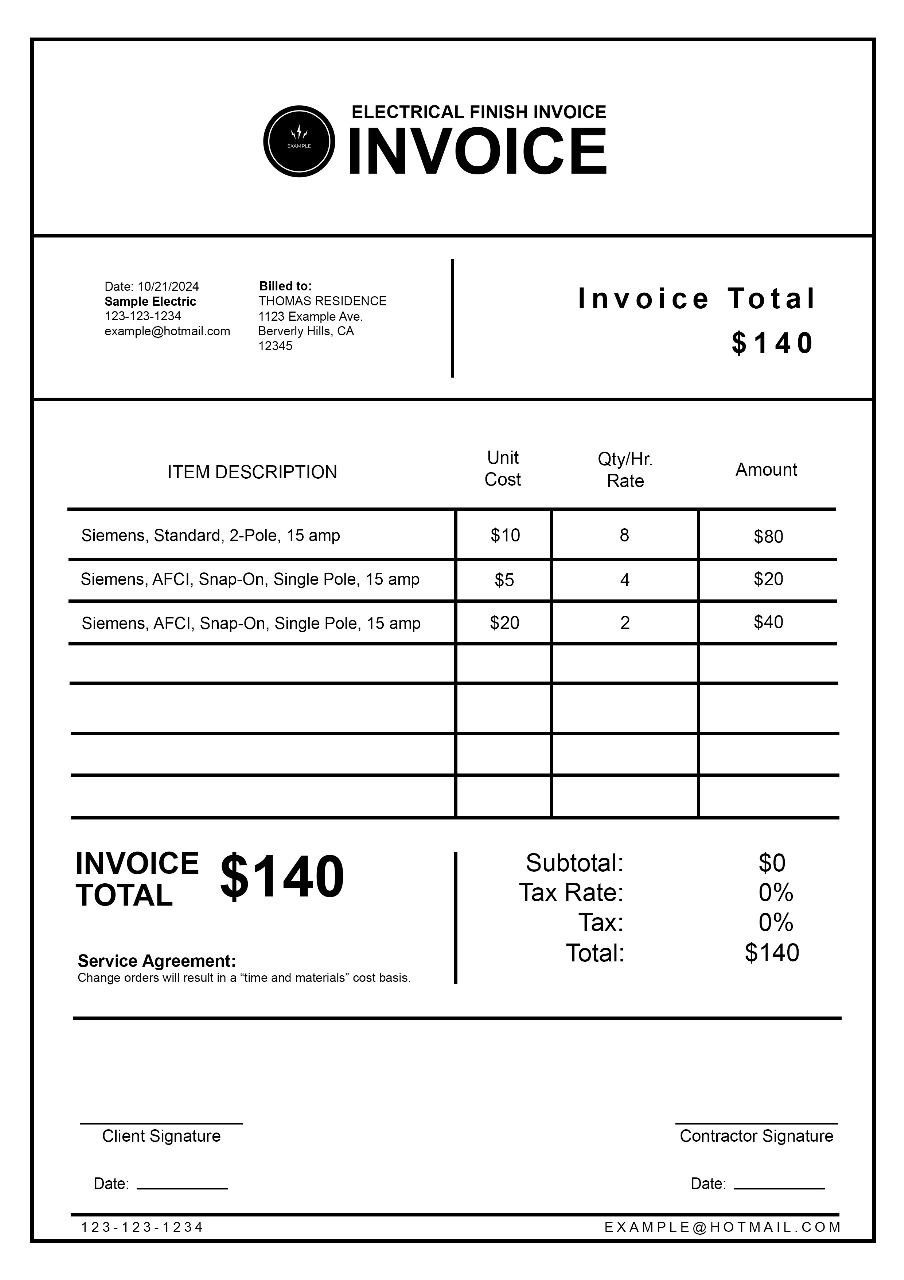 ELECTRICAL FINISH INVOICE
EXAMPLE
INVOICE
Date: 10/21/2024
Sample Electric
123-123-1234
example@hotmail.com
Billed to:
THOMAS RESIDENCE
1123 Example Ave.
Berverly Hills, CA
12345
Invoice Total
$140
ITEM DESCRIPTION
Unit
Cost
Qty/Hr.
Rate
Amount
Siemens, Standard, 2-Pole, 15 amp $10 8 $80
Siemens, AFCI, Snap-On, Single Pole, 15 amp $5 4 $20
Siemens, AFCI, Snap-On, Single Pole, 15 amp $20 2 $40
INVOICE
TOTAL
$140
Service Agreement:
Change orders will result in a “time and materials” cost basis.
Subtotal: $0
Tax Rate: 0%
Tax: 0%
Total: $140
Client Signature
Date:
Contractor Signature
Date:
123-123-1234
EXAMPLE@HOTMAIL.COM